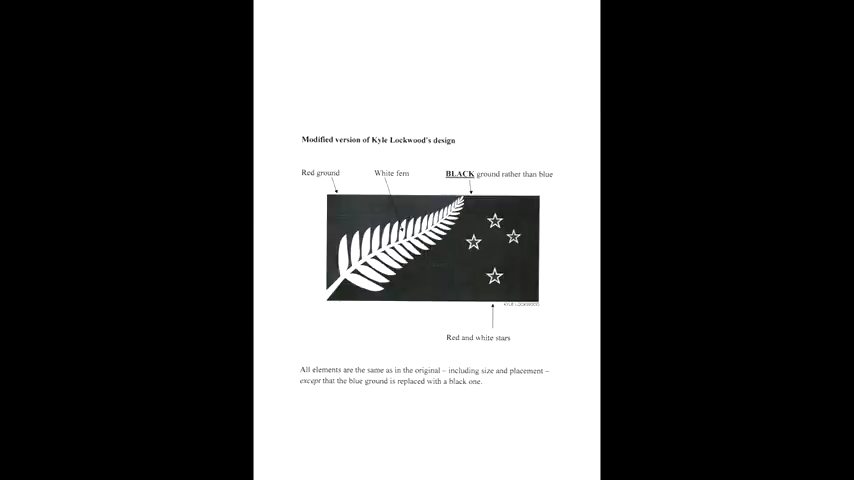 Modified version of Kyle Lockwood's design
Red ground
White fern
BLACK ground rather than blue
KYLE LOCKWOOD
Red and white stars
All elements are the same as in the original – including size and placement –
except that the blue ground is replaced with a black one.